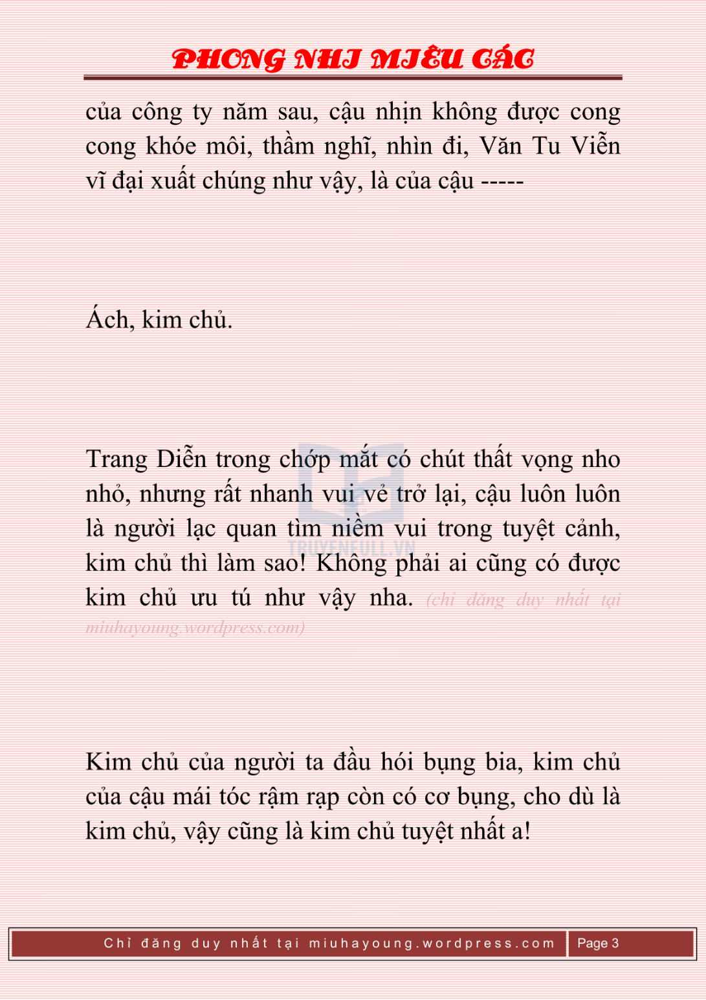 PHONG NHI MIÊU CÁC
của công ty năm sau, cậu nhịn không được cong
cong khóe môi, thầm nghĩ, nhìn đi, Văn Tu Viễn
vĩ đại xuất chúng như vậy, là của cậu -----
Ách, kim chủ.
Trang Diễn trong chớp mắt có chút thất vọng nho
nhỏ, nhưng rất nhanh vui vẻ trở lại, cậu luôn luôn
là người lạc quan tìm niềm vui trong tuyệt cảnh,
kim chủ thì làm sao! Không phải ai cũng có được
kim chủ ưu tú như vậy nha. (chỉ đăng duy nhất tại
miuhayoung.wordpress.com)
TRUYENFULL.VN
Kim chủ của người ta đầu hói bụng bia, kim chủ
của cậu mái tóc rậm rạp còn có cơ bụng, cho dù là
kim chủ, vậy cũng là kim chủ tuyệt nhất a!
Chỉ đăng duy nhất tại miuhayoung.wordpress.com Page 3